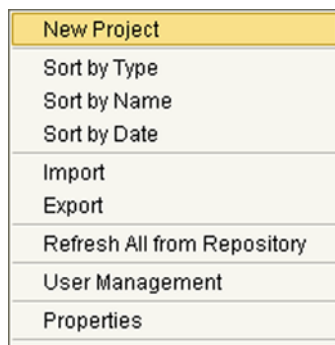 New Project
Sort by Type
Sort by Name
Sort by Date
Import
Export
Refresh All from Repository
User Management
Properties